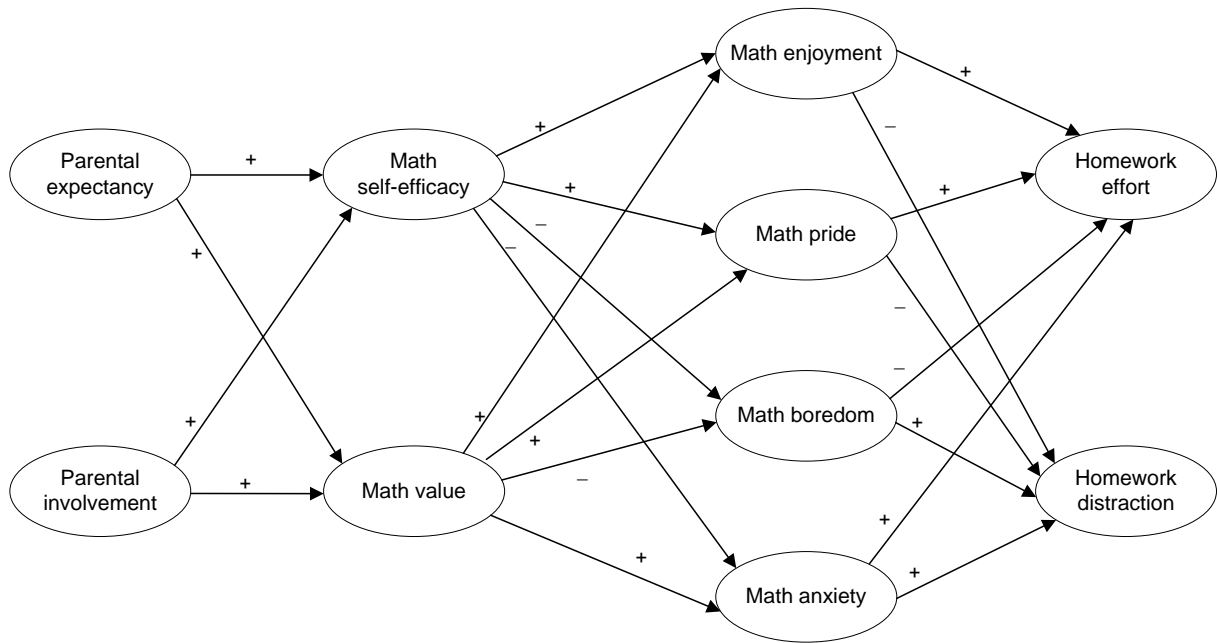 Math enjoyment
+
+
–
Parental
expectancy
+
Math
self-efficacy
+
+
–
–
Math pride
+
Homework
effort
+
–
–
Math boredom
+
+
+
+
Parental
involvement
+
Math value
–
Homework
distraction
+
+
+
Math anxiety